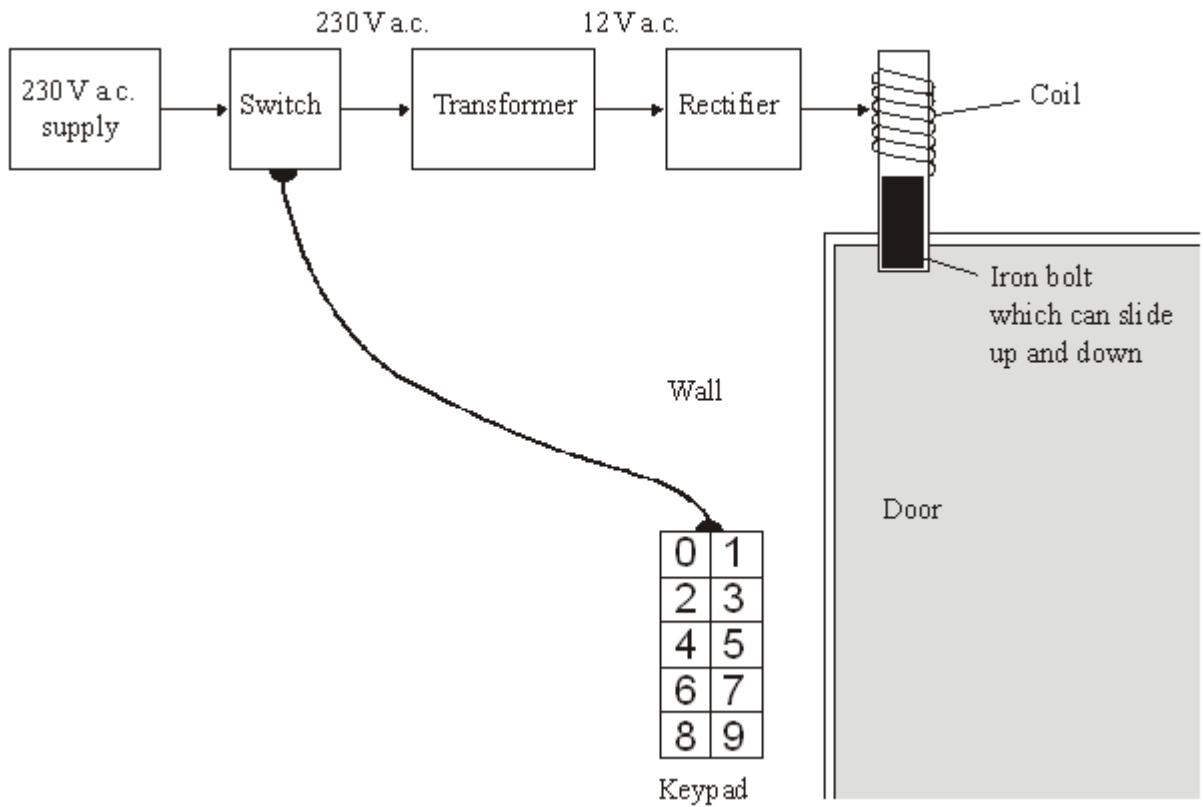 230 V a.c.
12 V a.c.
230 V a.c.
supply
Switch
Transformer
Rectifier
Coil
Iron bolt
which can slide
up and down
Wall
Door
0 1
2 3
4 5
6 7
8 9
Keypad